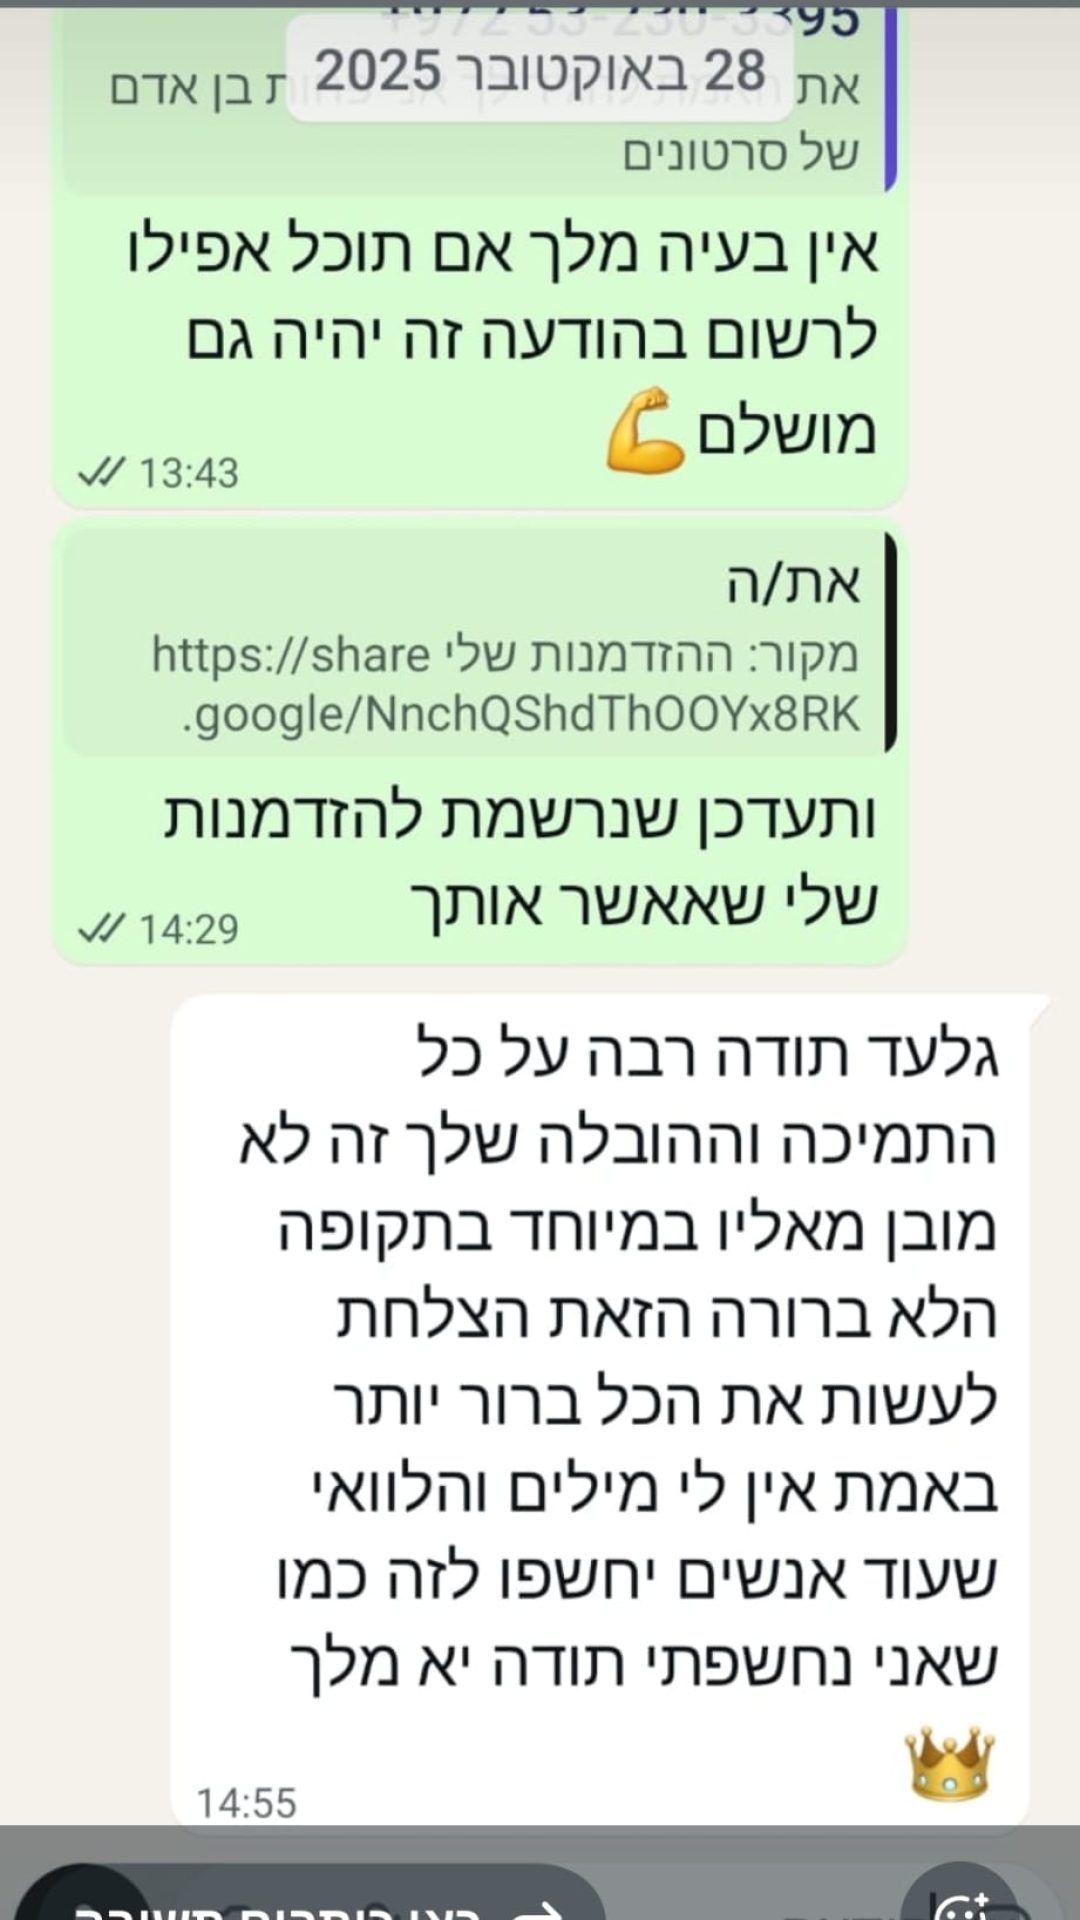 3395
28 באוקטובר 2025
את בן אדם
של סרטונים
אין בעיה מלך אם תוכל אפילו
לרשום בהודעה זה יהיה גם
מושלם💪
13:43
את/ה
מקור: ההזדמנות שלי https://share
.google/NnchQShdThOOYx8RK
ותעדכן שנרשמת להזדמנות
שלי שאאשר אותך
14:29
גלעד תודה רבה על כל
התמיכה וההובלה שלך זה לא
מובן מאליו במיוחד בתקופה
הלא ברורה הזאת הצלחת
לעשות את הכל ברור יותר
באמת אין לי מילים והלוואי
שעוד אנשים יחשפו לזה כמו
שאני נחשפתי תודה יא מלך
👑
14:55